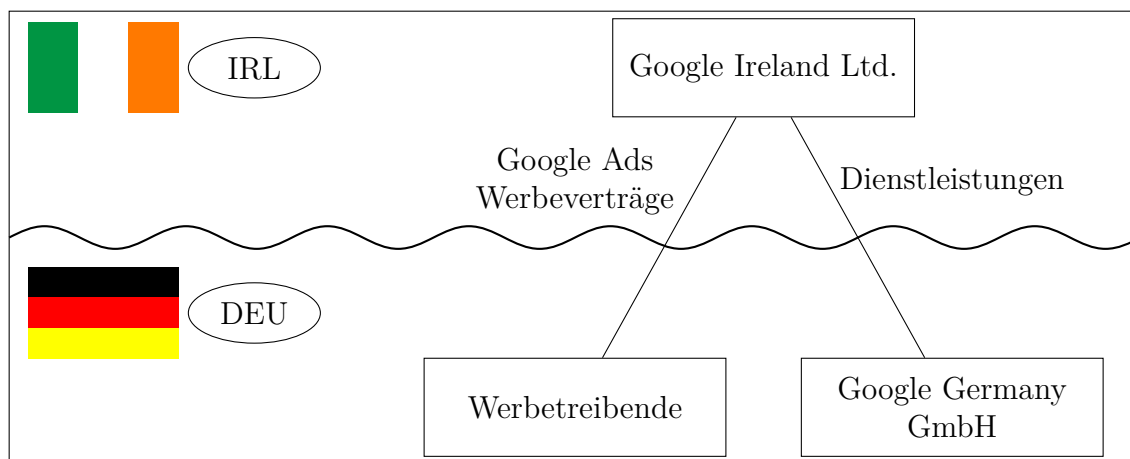 IRL
Google Ireland Ltd.
Google Ads
Werbeverträge
Dienstleistungen
DEU
Werbetreibende
Google Germany
GmbH